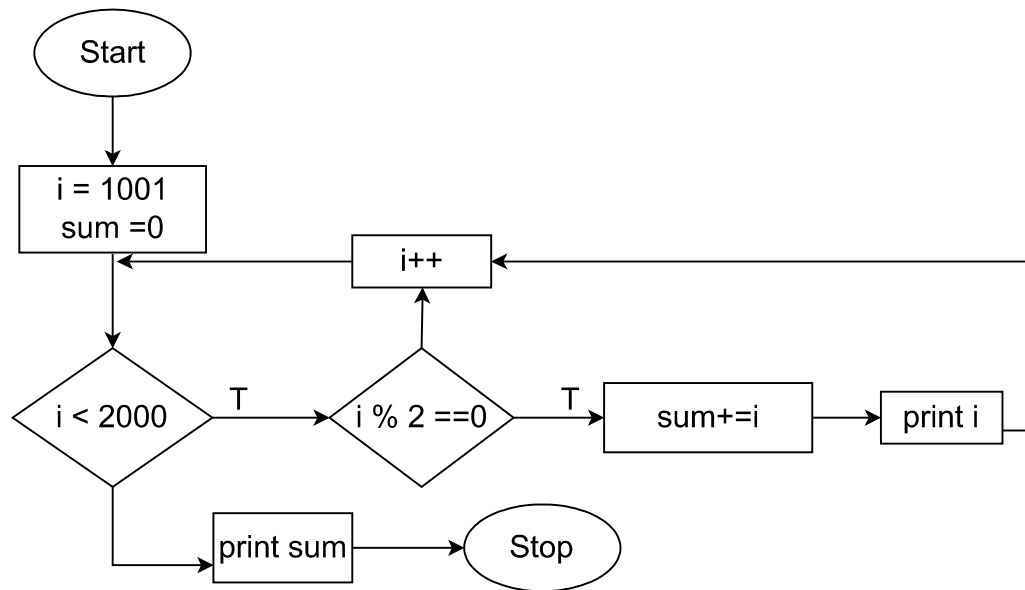 Start
i = 1001
sum =0
i++
i < 2000
T
i % 2 ==0
T
sum+=i
print i
print sum
Stop